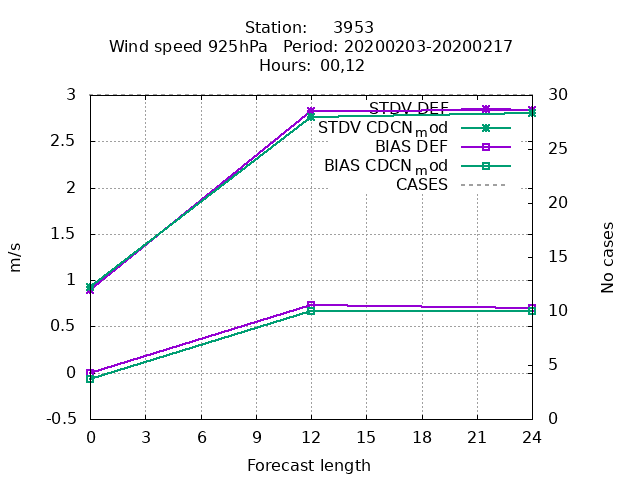 Station: 3953
Wind speed 925hPa Period: 20200203-20200217
Hours: 00,12
3
2.5
2
1.5
1
0.5
0
-0.5
m/s
STDV DEF
STDV CDCNmod
BIAS DEF
BIAS CDCNmod
CASES
30
25
20
15
10
5
0
No cases
0 3 6 9 12 15 18 21 24
Forecast length